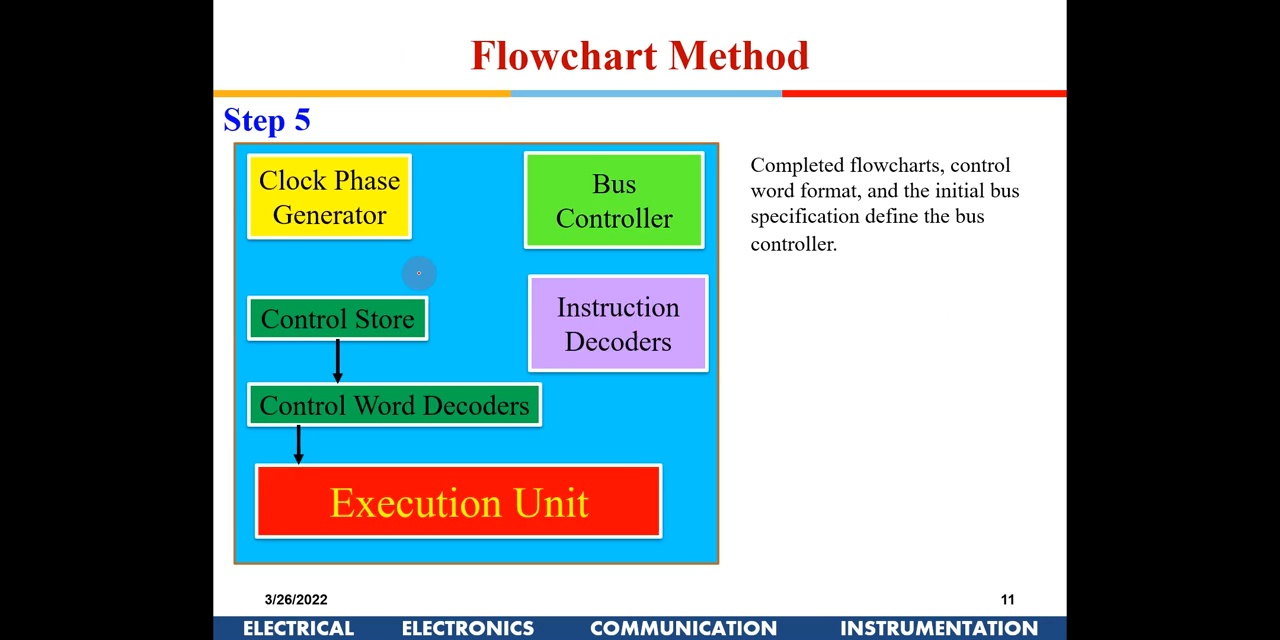 Flowchart Method
Step 5
Clock Phase
Generator
Bus
Controller
Completed flowcharts, control
word format, and the initial bus
specification define the bus
controller.
Control Store
Instruction
Decoders
Control Word Decoders
Execution Unit
3/26/2022
11
ELECTRICAL ELECTRONICS COMMUNICATION INSTRUMENTATION